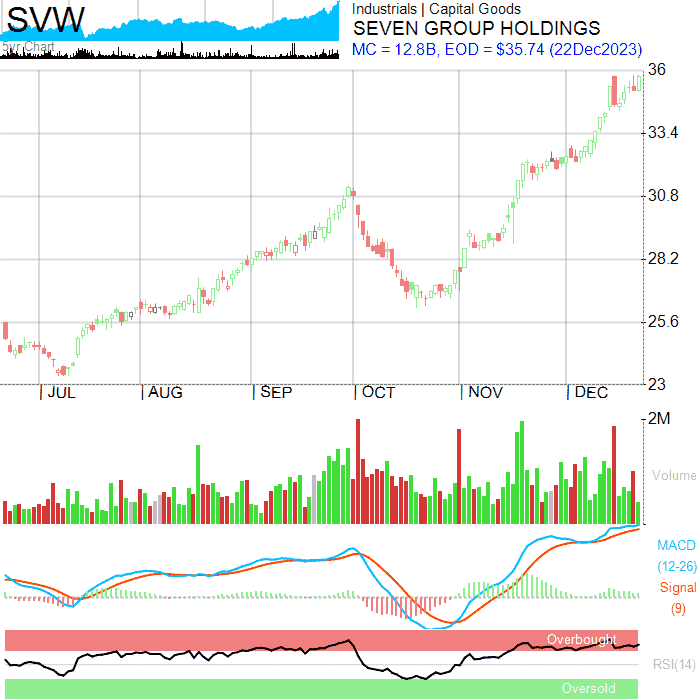 SVW
5yr Chart
Industrials | Capital Goods
SEVEN GROUP HOLDINGS
MC = 12.8B, EOD = $35.74 (22Dec2023)
36
33.4
30.8
28.2
25.6
23
| JUL | AUG | SEP | OCT | NOV | DEC
2M
Volume
MACD
(12-26)
Signal
(9)
Overbought
RSI(14)
Oversold